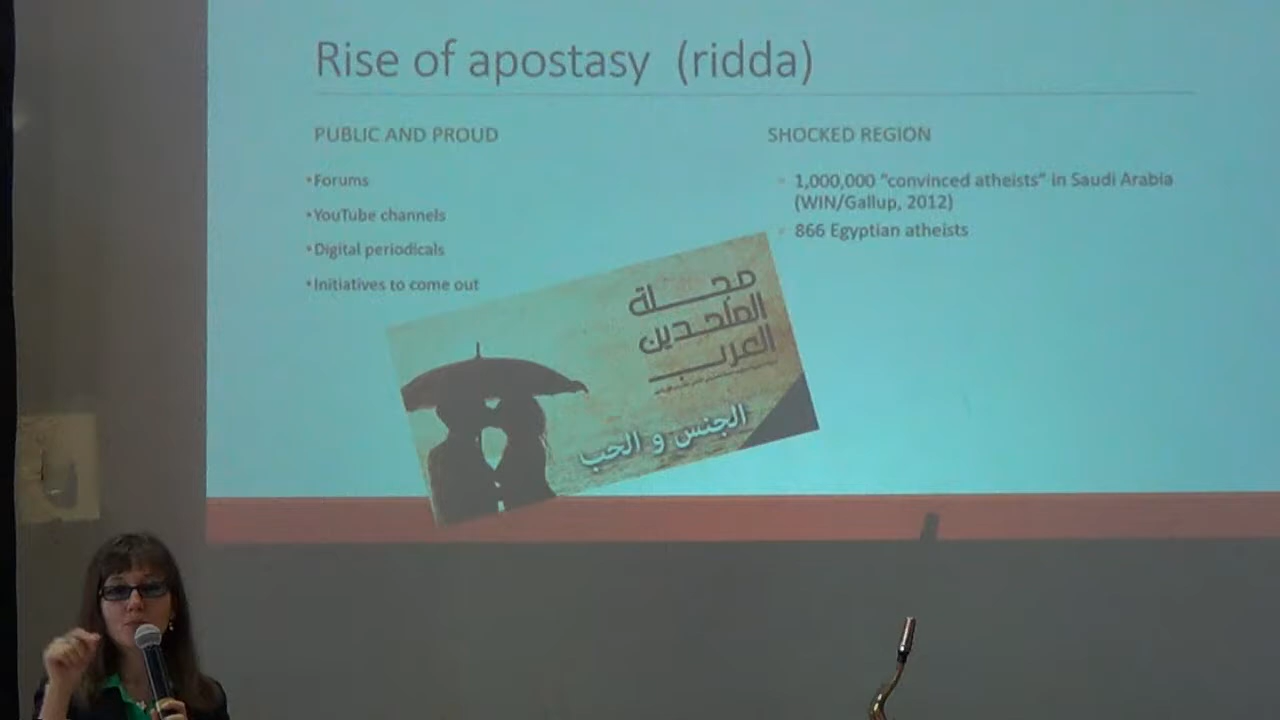 Rise of apostasy (ridda)
PUBLIC AND PROUD
•Forums
•YouTube channels
•Digital periodicals
•Initiatives to come out
SHOCKED REGION
1,000,000 “convinced atheists” in Saudi Arabia
(WIN/Gallup, 2012)
866 Egyptian atheists
مجلة
الملحدين
العرب
الجنس و الحب